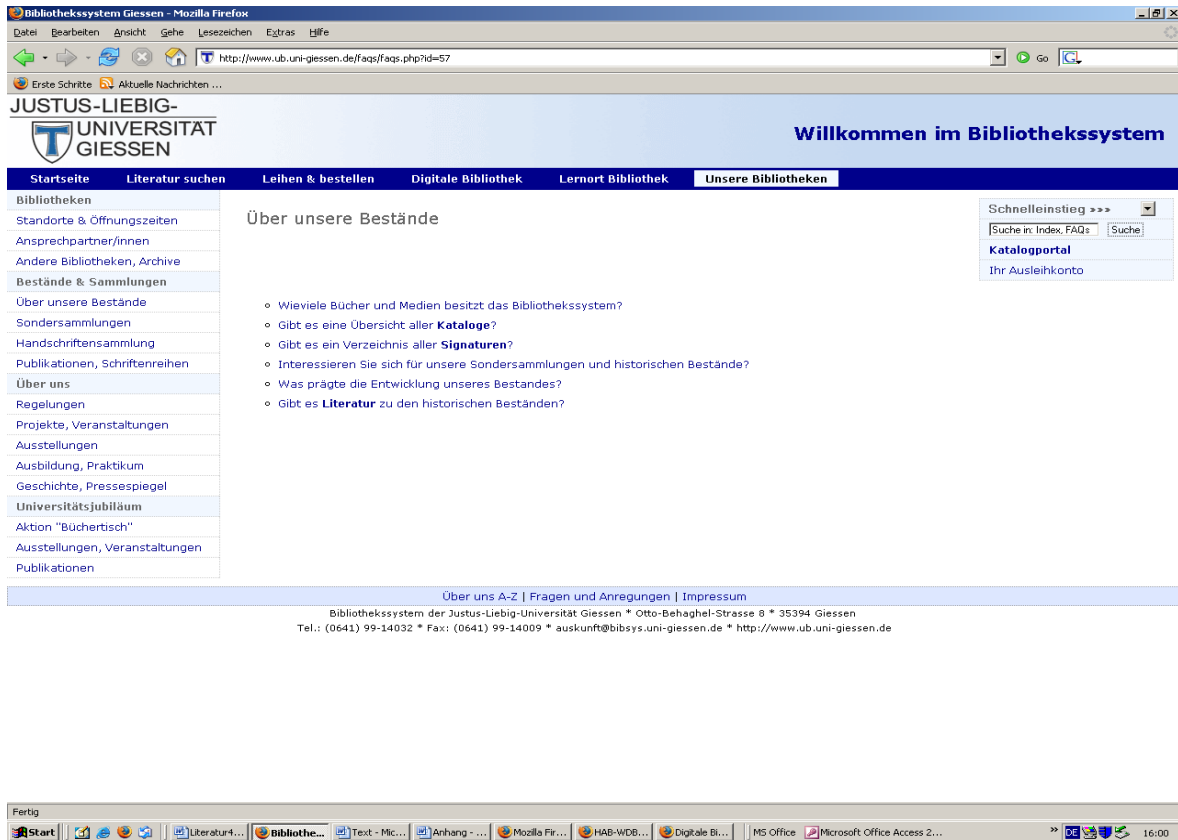 Bibliothekssystem Giessen - Mozilla Firefox
Datei Bearbeiten Ansicht Gehe Lesezeichen Extras Hilfe
http://www.ub.uni-giessen.de/faqs/faqs.php?id=57 Go
Erste Schritte Aktuelle Nachrichten ...
JUSTUS-LIEBIG-
UNIVERSITÄT
GIESSEN
Willkommen im Bibliothekssystem
Startseite Literatur suchen Leihen & bestellen Digitale Bibliothek Lernort Bibliothek Unsere Bibliotheken
Bibliotheken
Standorte & Öffnungszeiten
Ansprechpartner/innen
Andere Bibliotheken, Archive
Bestände & Sammlungen
Über unsere Bestände
Sondersammlungen
Handschriftensammlung
Publikationen, Schriftenreihen
Über uns
Regelungen
Projekte, Veranstaltungen
Ausstellungen
Ausbildung, Praktikum
Geschichte, Pressespiegel
Universitätsjubiläum
Aktion "Büchertisch"
Ausstellungen, Veranstaltungen
Publikationen
Über unsere Bestände
Wieviele Bücher und Medien besitzt das Bibliothekssystem?
Gibt es eine Übersicht aller Kataloge?
Gibt es ein Verzeichnis aller Signaturen?
Interessieren Sie sich für unsere Sondersammlungen und historischen Bestände?
Was prägte die Entwicklung unseres Bestandes?
Gibt es Literatur zu den historischen Beständen?
Schnelleinstieg »»»
Suche in: Index, FAQs Suche
Katalogportal
Ihr Ausleihkonto
Über uns A-Z | Fragen und Anregungen | Impressum
Bibliothekssystem der Justus-Liebig-Universität Giessen * Otto-Behaghel-Strasse 8 * 35394 Giessen
Tel.: (0641) 99-14032 * Fax: (0641) 99-14009 * auskunft@bibsys.uni-giessen.de * http://www.ub.uni-giessen.de
Fertig
Start Literatur4... Bibliothe... Text - Mic... Anhang - ... Mozilla Fir... HAB-WDB... Digitale Bi... MS Office Microsoft Office Access 2... » DE 16:00